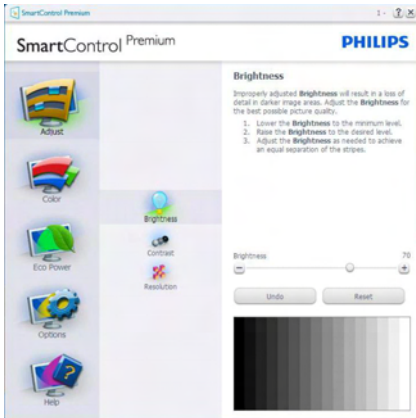 SmartControl Premium
1 - ? x
SmartControl Premium
PHILIPS
Adjust
Color
Eco Power
Options
Help
Brightness
Contrast
Resolution
Brightness
Improperly adjusted Brightness will result in a loss of
detail in darker image areas. Adjust the Brightness for
the best possible picture quality.
1. Lower the Brightness to the minimum level.
2. Raise the Brightness to the desired level.
3. Adjust the Brightness as needed to achieve
an equal separation of the stripes.
Brightness 70
Undo Reset